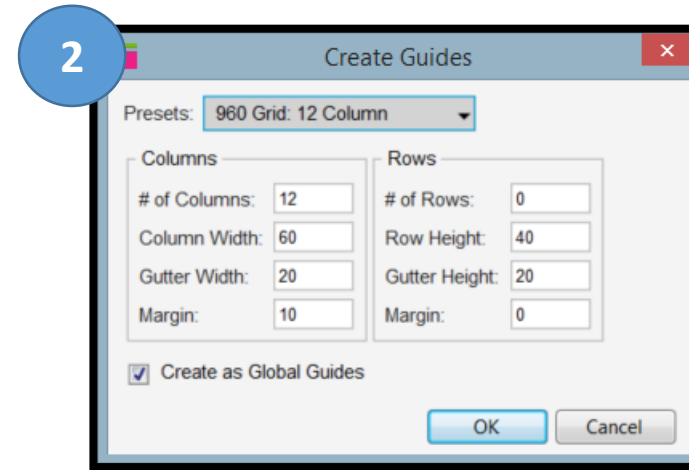 2
Create Guides
Presets: 960 Grid: 12 Column
Columns
# of Columns: 12
Column Width: 60
Gutter Width: 20
Margin: 10
Rows
# of Rows: 0
Row Height: 40
Gutter Height: 20
Margin: 0
Create as Global Guides
OK Cancel